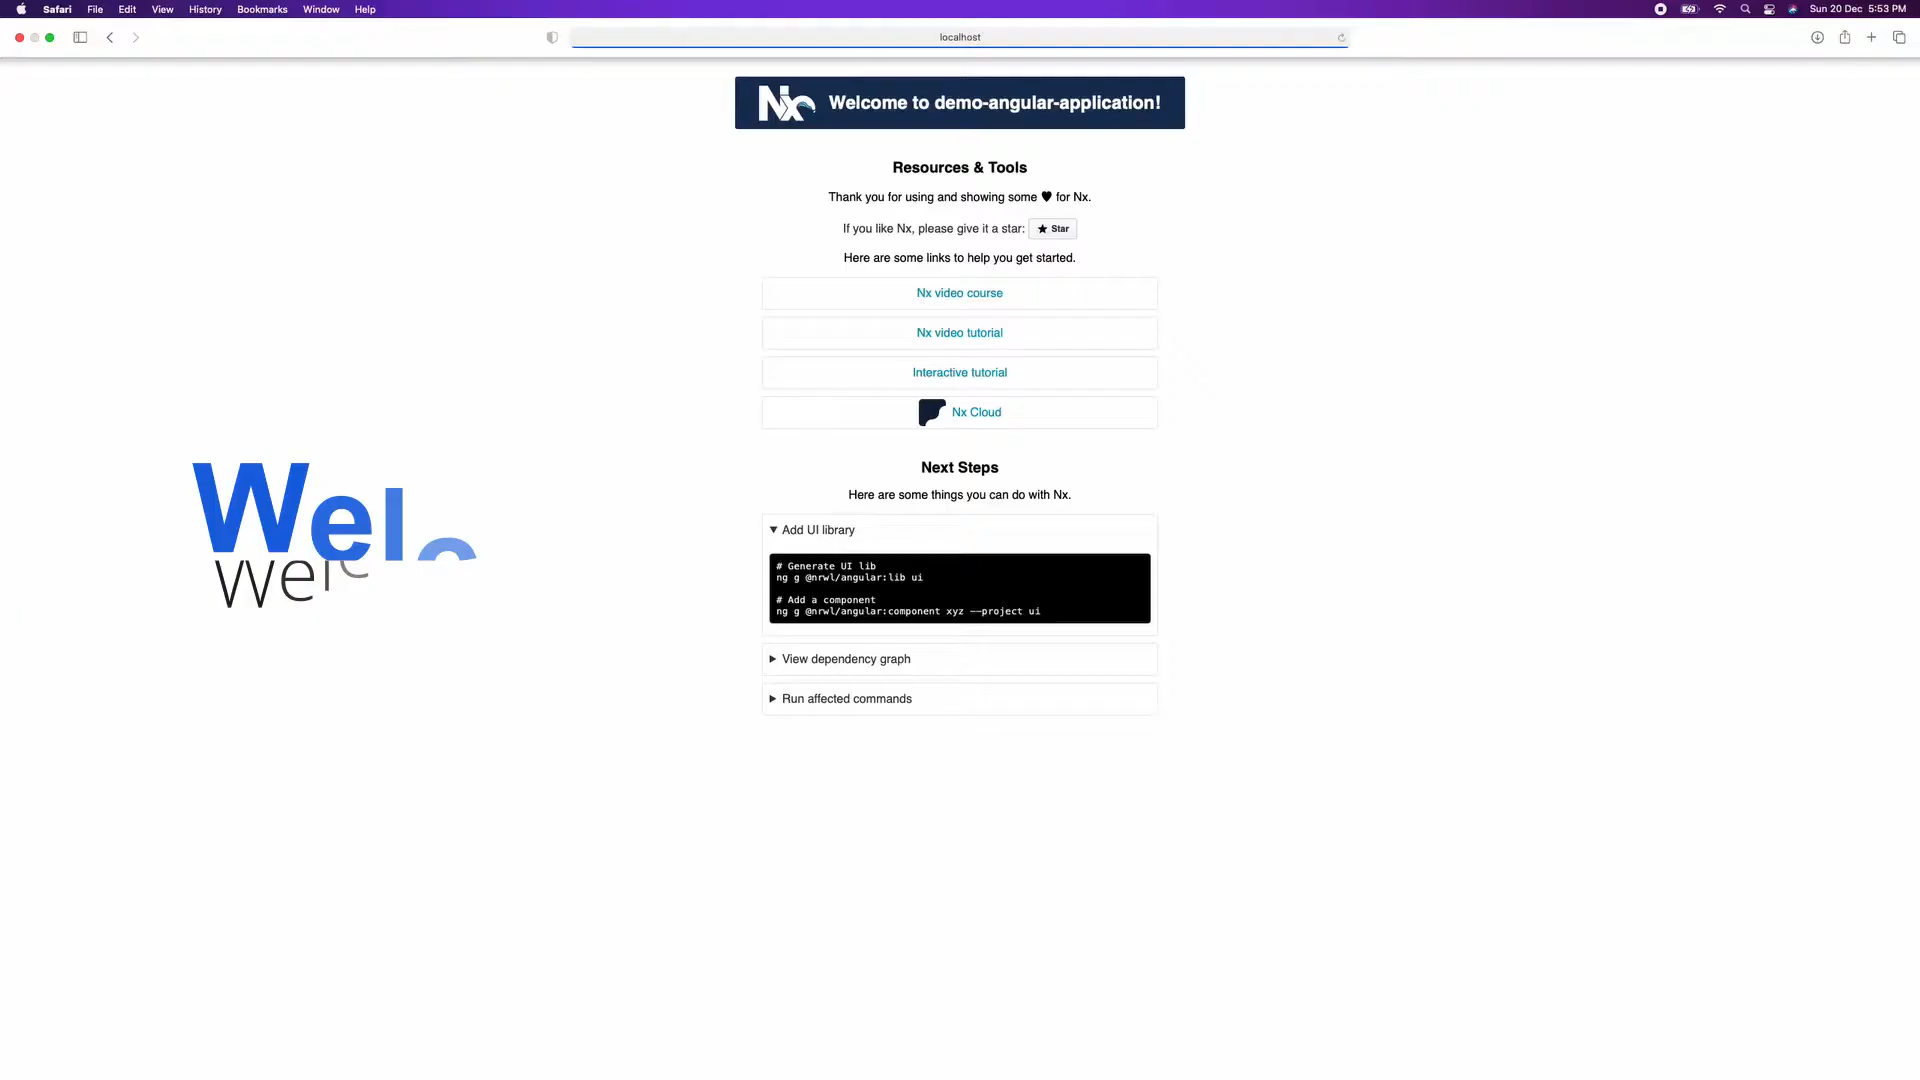 Safari File Edit View History Bookmarks Window Help Sun 20 Dec 5:53 PM
localhost
Nx Welcome to demo-angular-application!
Resources & Tools
Thank you for using and showing some ♥ for Nx.
If you like Nx, please give it a star: ★ Star
Here are some links to help you get started.
Nx video course
Nx video tutorial
Interactive tutorial
Nx Cloud
Next Steps
Here are some things you can do with Nx.
▼ Add UI library
# Generate UI lib
ng g @nrwl/angular:lib ui
# Add a component
ng g @nrwl/angular:component xyz --project ui
▶ View dependency graph
▶ Run affected commands
Welc
welc